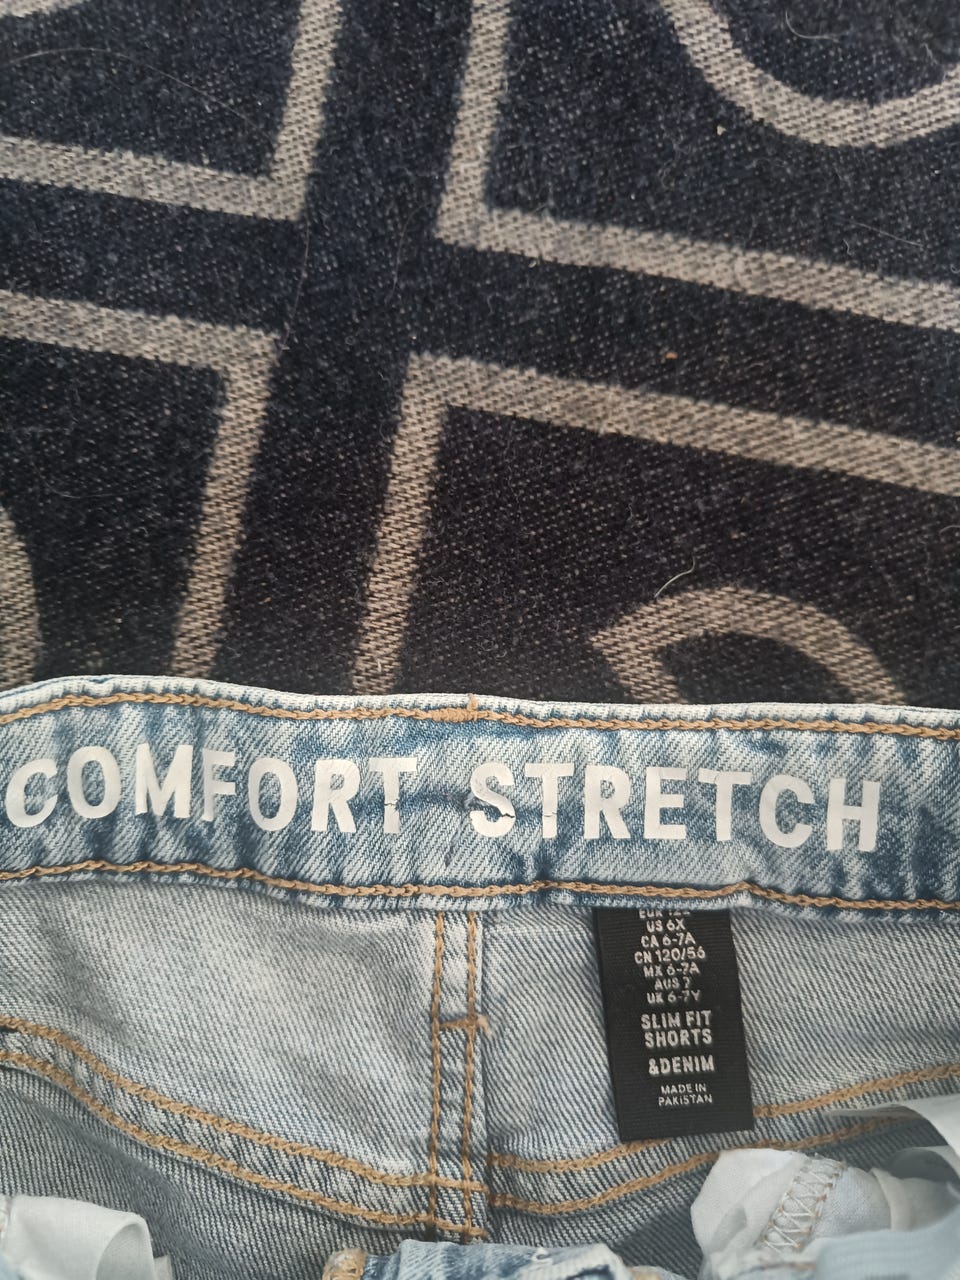 COMFORT STRETCH
US 6X
CA 6-7A
CN 120/56
MX 6-7A
AUS 7
UK 6-7Y
SLIM FIT
SHORTS
&DENIM
MADE IN
PAKISTAN